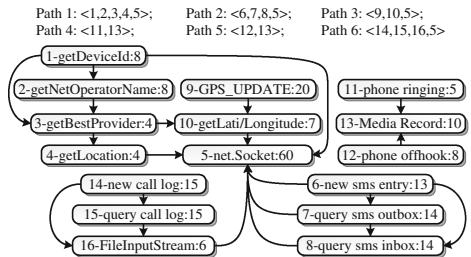 Path 1: <1,2,3,4,5>; Path 2: <6,7,8,5>; Path 3: <9,10,5>;
Path 4: <11,13>; Path 5: <12,13>; Path 6: <14,15,16,5>
1-getDeviceId:8
2-getNetOperatorName:8
9-GPS_UPDATE:20
11-phone ringing:5
3-getBestProvider:4
10-getLati/Longitude:7
13-Media Record:10
4-getLocation:4
5-net.Socket:60
12-phone offhook:8
14-new call log:15
6-new sms entry:13
15-query call log:15
7-query sms outbox:14
16-FileInputStream:6
8-query sms inbox:14